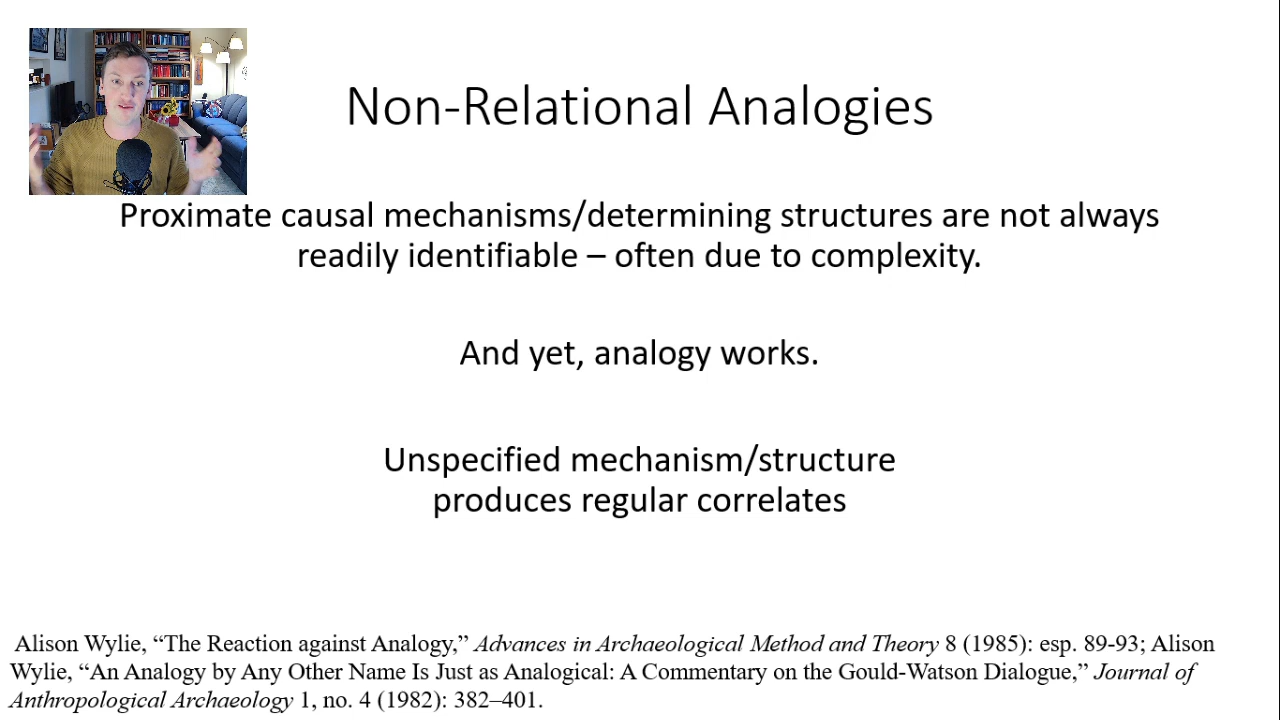 Non-Relational Analogies
Proximate causal mechanisms/determining structures are not always
readily identifiable – often due to complexity.
And yet, analogy works.
Unspecified mechanism/structure
produces regular correlates
Alison Wylie, “The Reaction against Analogy,” Advances in Archaeological Method and Theory 8 (1985): esp. 89-93; Alison
Wylie, “An Analogy by Any Other Name Is Just as Analogical: A Commentary on the Gould-Watson Dialogue,” Journal of
Anthropological Archaeology 1, no. 4 (1982): 382–401.